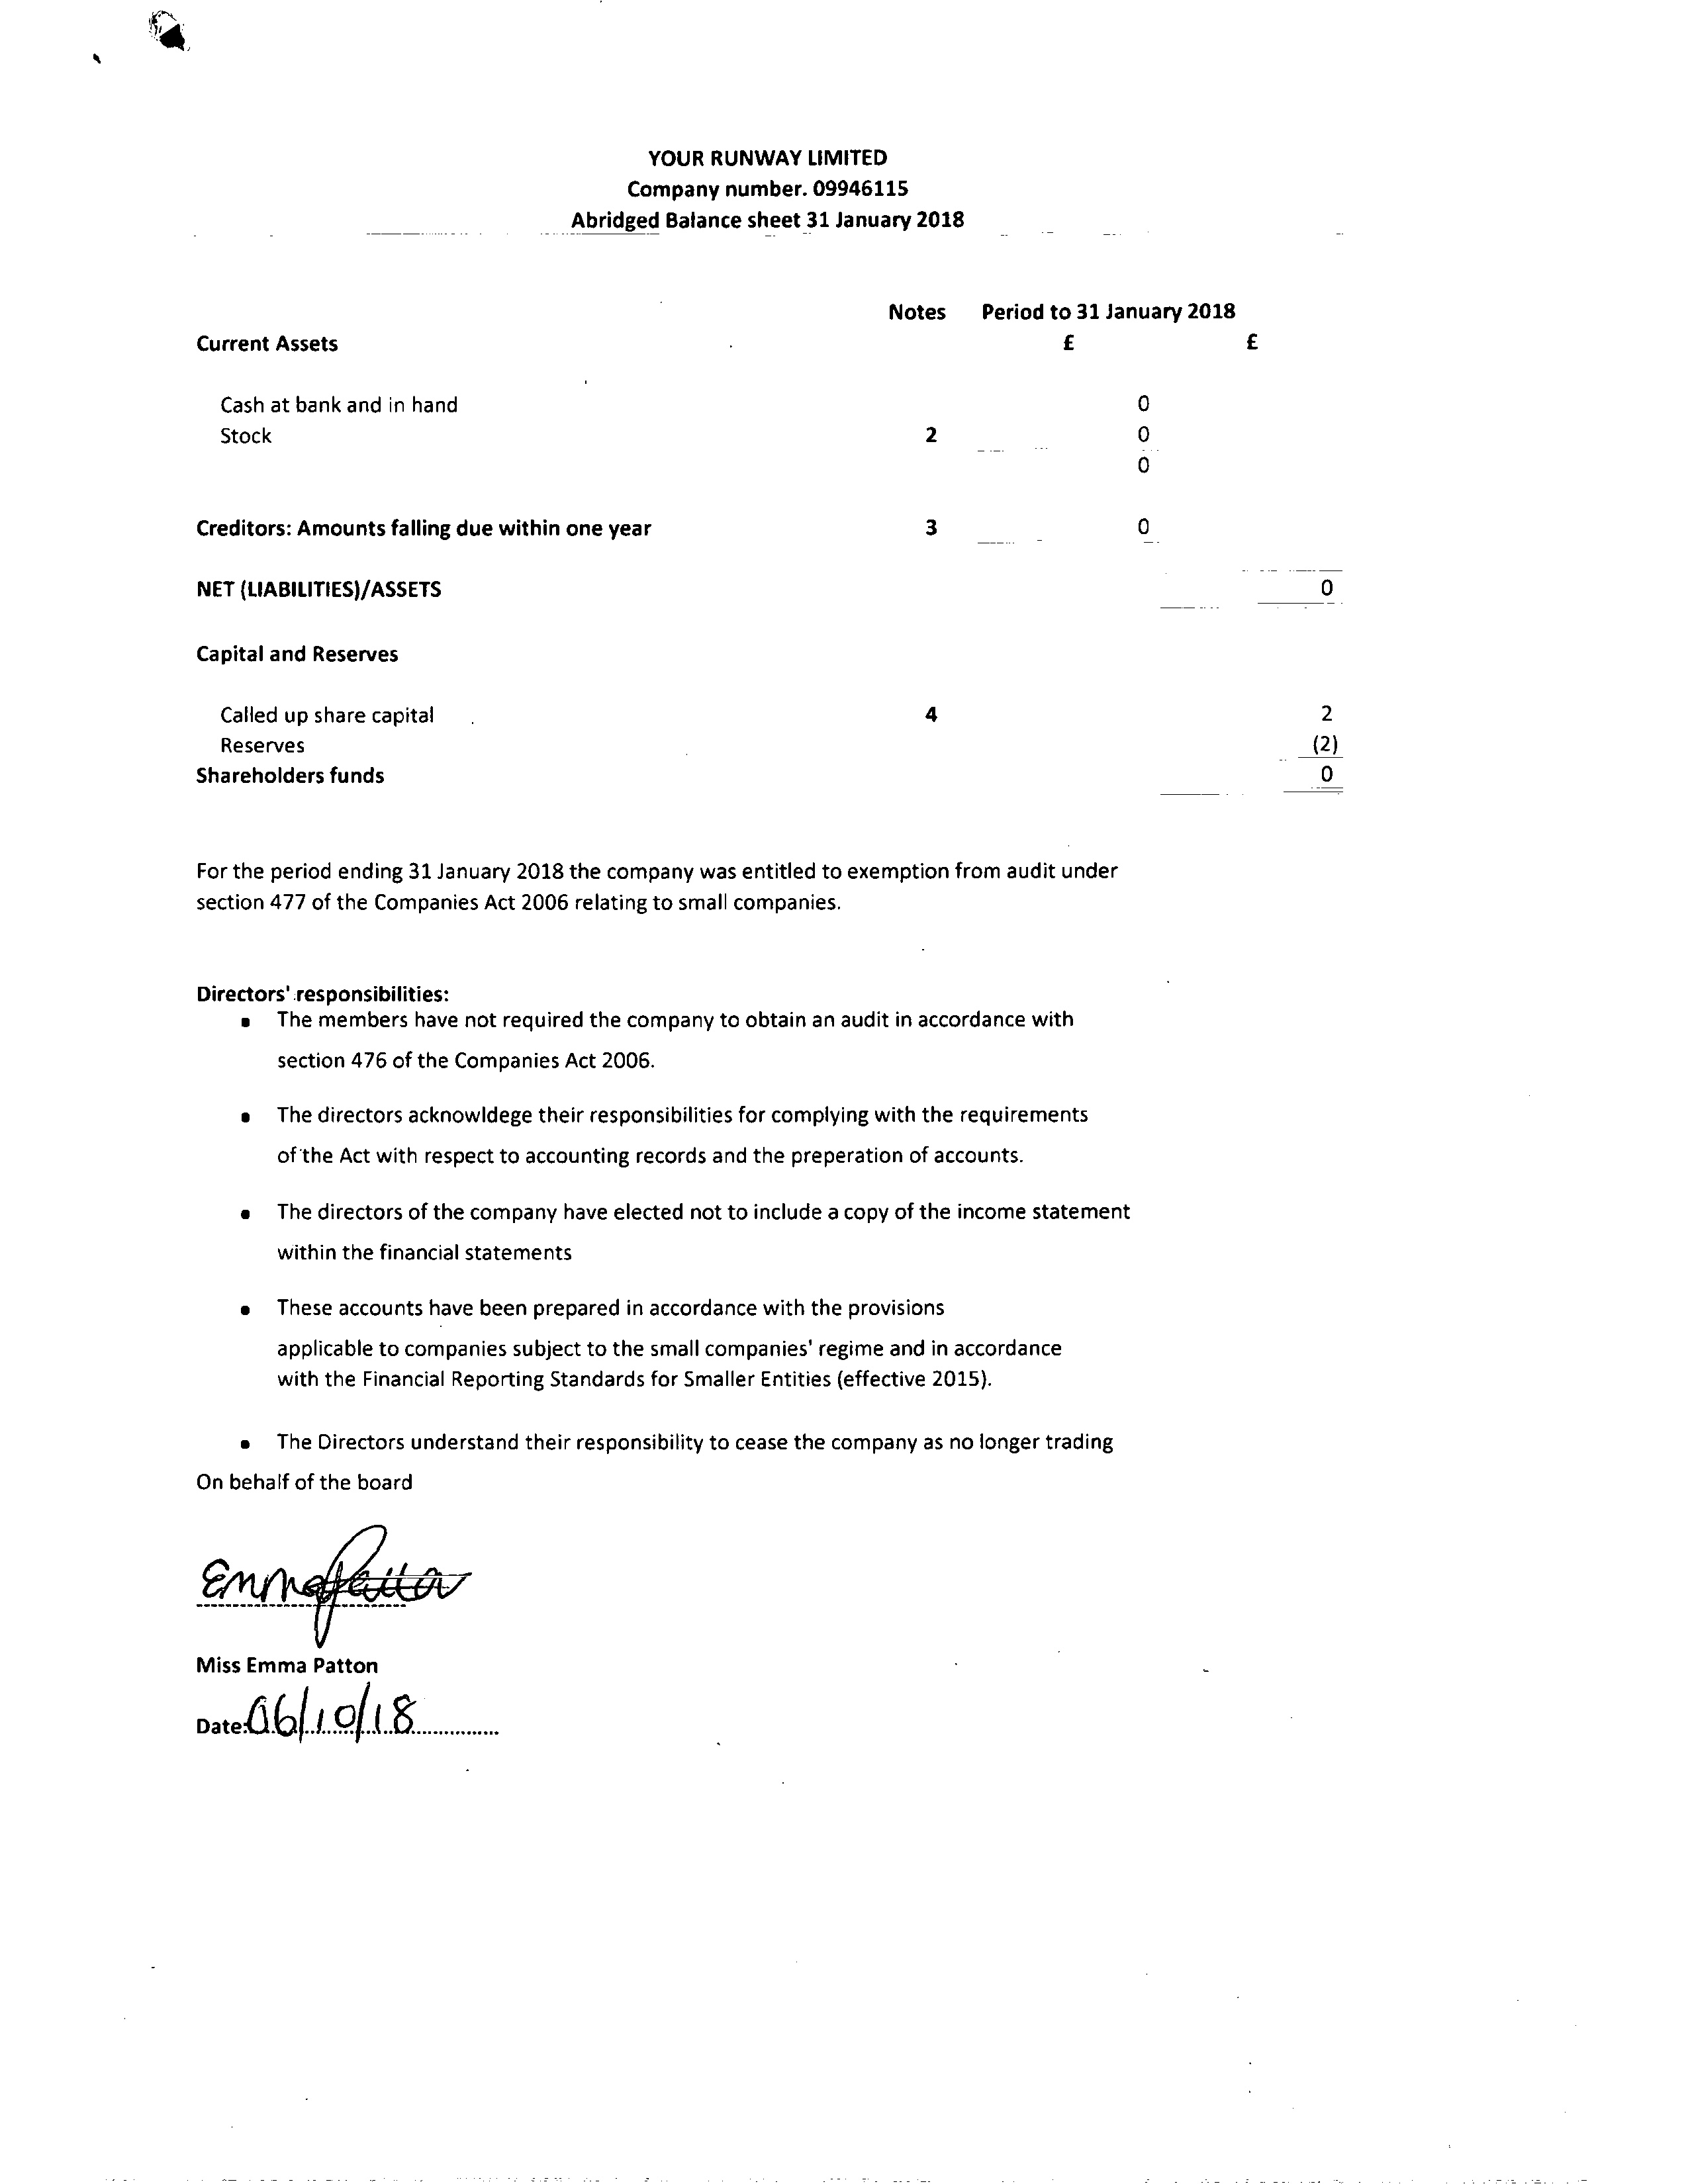 YOUR RUNWAY LIMITED
Company number. 09946115
Abridged Balance sheet 31 January 2018
Notes Period to 31 January 2018
Current Assets £ £
Cash at bank and in hand 0
Stock 2 0
0
Creditors: Amounts falling due within one year 3 0
NET (LIABILITIES)/ASSETS 0
Capital and Reserves
Called up share capital 4 2
Reserves (2)
Shareholders funds 0
For the period ending 31 January 2018 the company was entitled to exemption from audit under
section 477 of the Companies Act 2006 relating to small companies.
Directors' responsibilities:
• The members have not required the company to obtain an audit in accordance with
section 476 of the Companies Act 2006.
• The directors acknowldege their responsibilities for complying with the requirements
of the Act with respect to accounting records and the preperation of accounts.
• The directors of the company have elected not to include a copy of the income statement
within the financial statements
• These accounts have been prepared in accordance with the provisions
applicable to companies subject to the small companies' regime and in accordance
with the Financial Reporting Standards for Smaller Entities (effective 2015).
• The Directors understand their responsibility to cease the company as no longer trading
On behalf of the board
Emma Patton
Miss Emma Patton
Date: 06/10/18